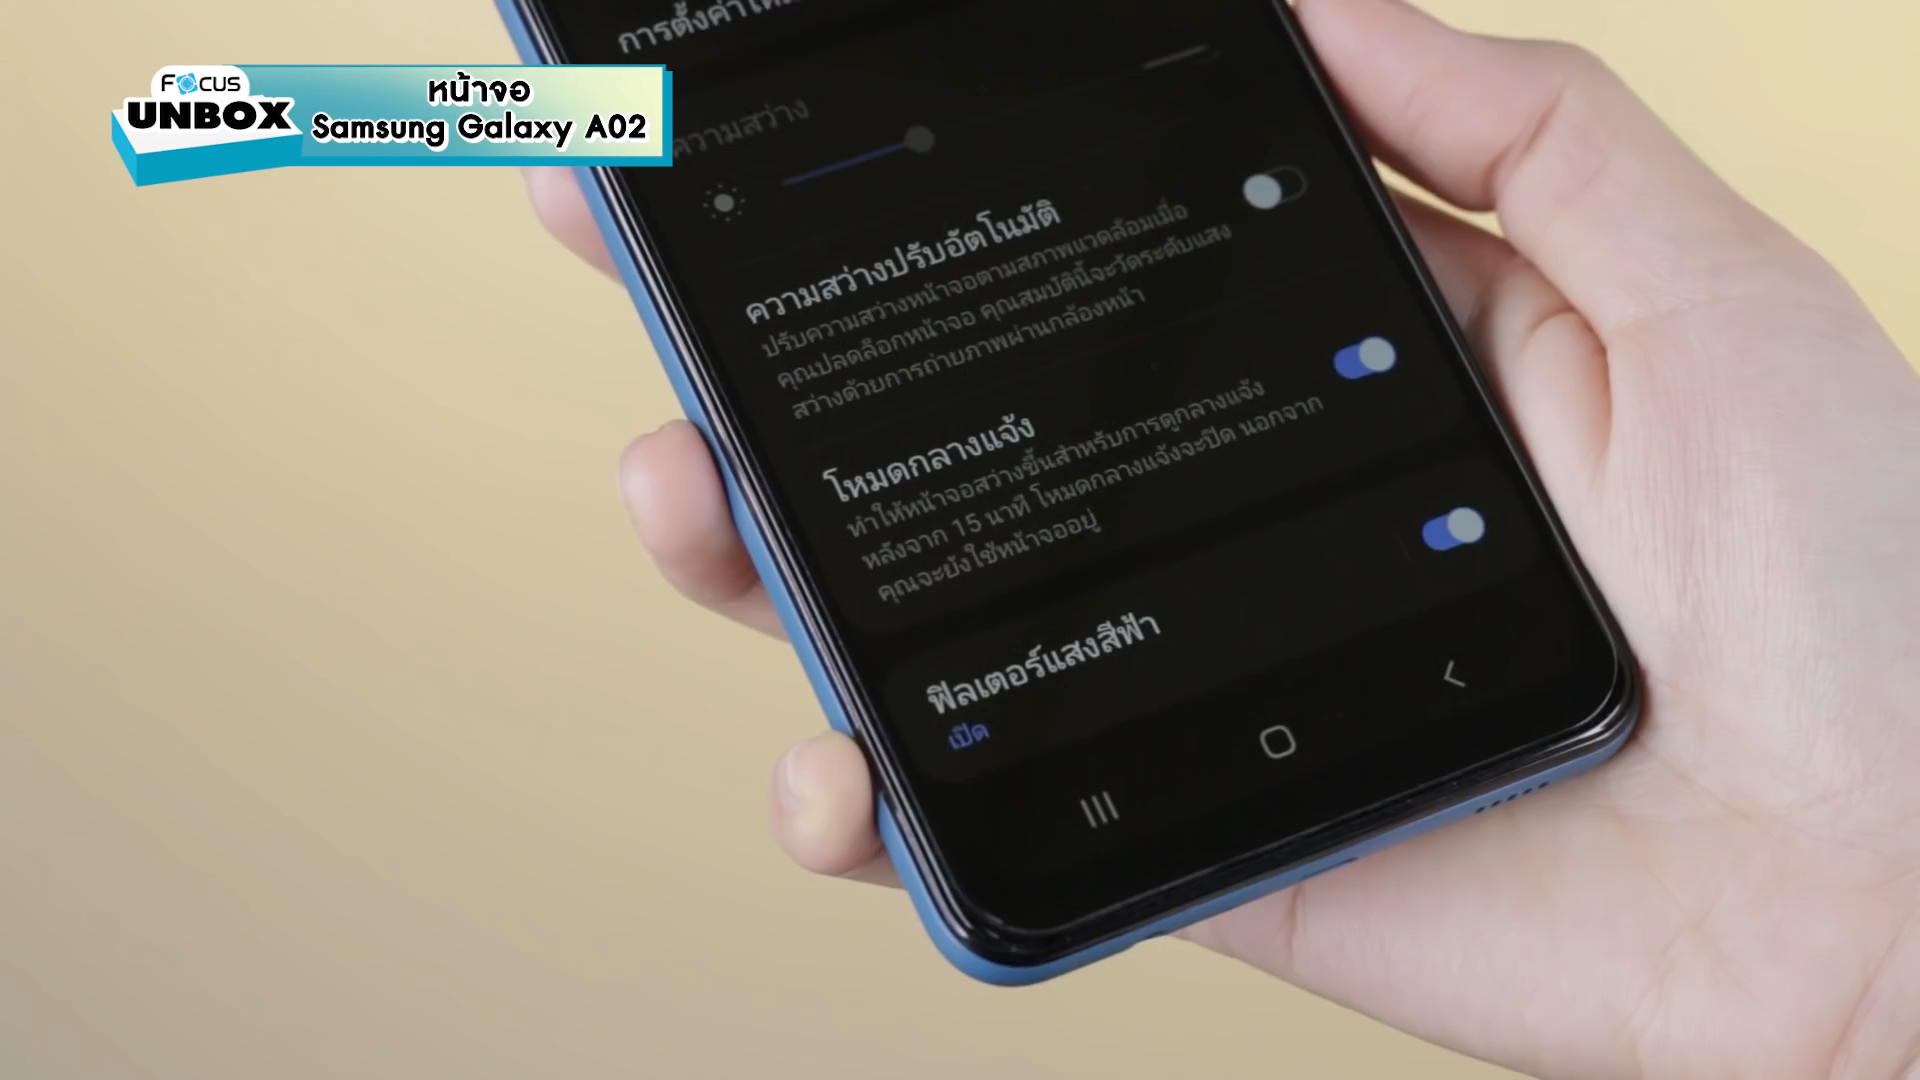 FOCUS
UNBOX
หน้าจอ
Samsung Galaxy A02
ความสว่าง
ความสว่างปรับอัตโนมัติ
ปรับความสว่างหน้าจอตามสภาพแวดล้อมเมื่อ
คุณปลดล็อกหน้าจอ คุณสมบัตินี้จะวัดระดับแสง
สว่างด้วยการถ่ายภาพผ่านกล้องหน้า
โหมดกลางแจ้ง
ทำให้หน้าจอสว่างขึ้นสำหรับการดูกลางแจ้ง
หลังจาก 15 นาที โหมดกลางแจ้งจะปิด นอกจาก
คุณจะยังใช้หน้าจออยู่
ฟิลเตอร์แสงสีฟ้า
เปิด